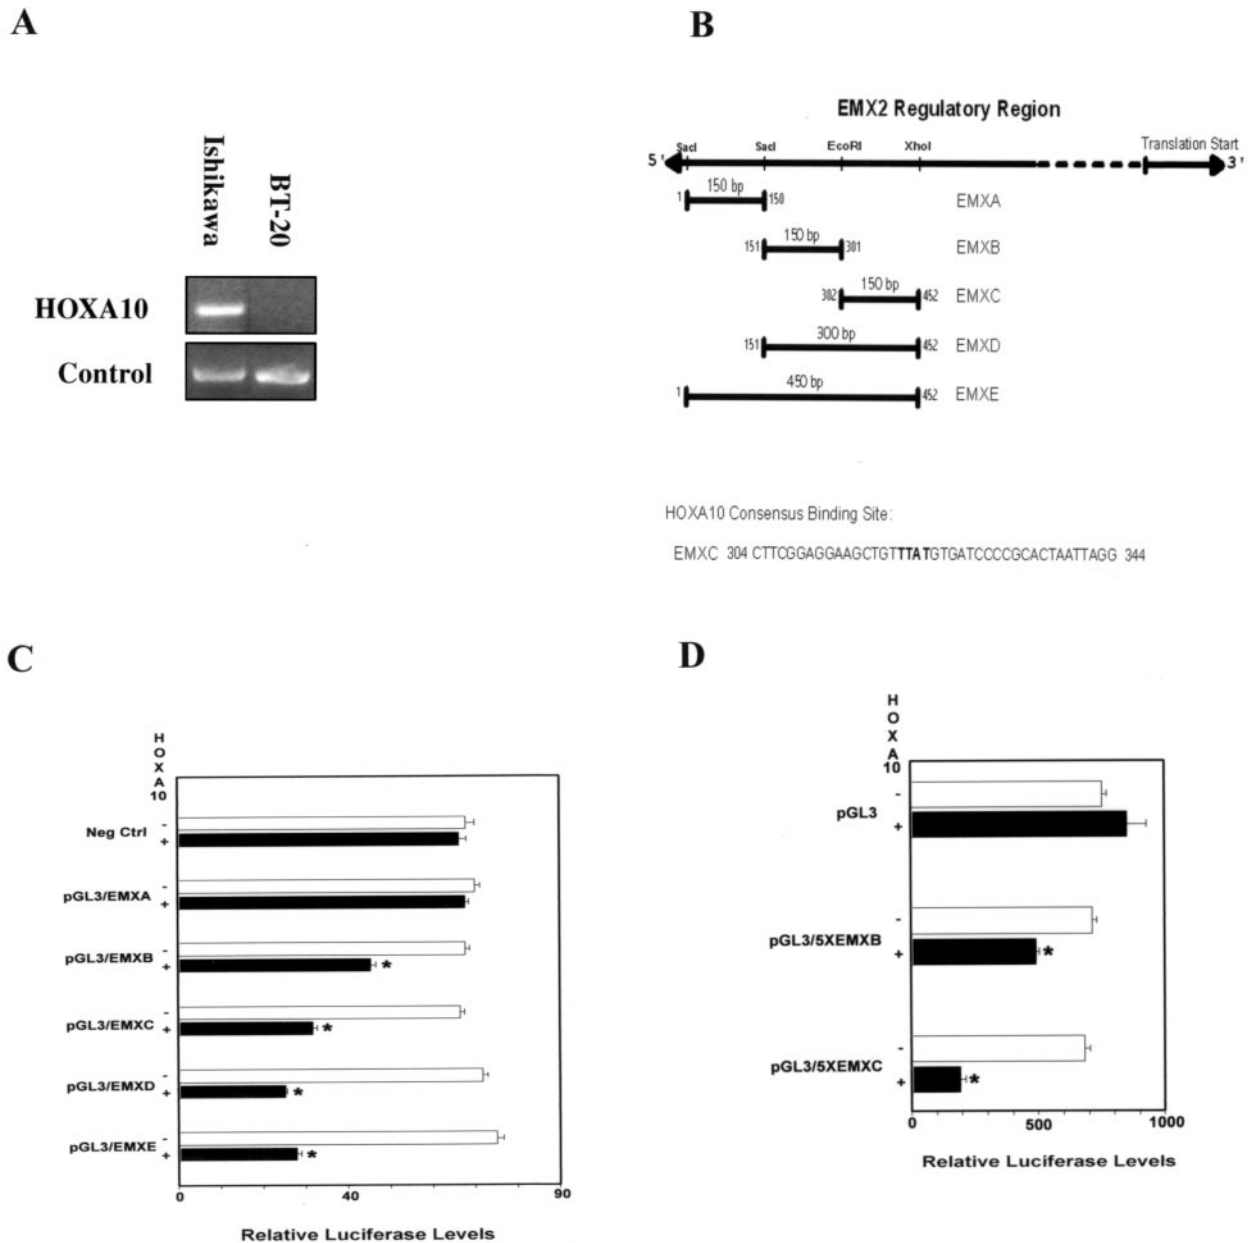 A
Ishikawa
BT-20
HOXA10
Control
B
EMX2 Regulatory Region
SacI SacI EcoRI XhoI Translation Start
5' 3'
1 150 bp 150 EMXA
151 150 bp 301 EMXB
302 150 bp 452 EMXC
151 300 bp 452 EMXD
1 450 bp 452 EMXE
HOXA10 Consensus Binding Site:
EMXC 304 CTTCGGAGGAAGCTGTTTATGTGATCCCCGCACTAATTAGG 344
C
HOXA
10
Neg Ctrl - +
pGL3/EMXA - +
pGL3/EMXB - + *
pGL3/EMXC - + *
pGL3/EMXD - + *
pGL3/EMXE - + *
0 40 90
Relative Luciferase Levels
D
HOXA
10
pGL3 - +
pGL3/5XEMXB - + *
pGL3/5XEMXC - + *
0 500 1000
Relative Luciferase Levels